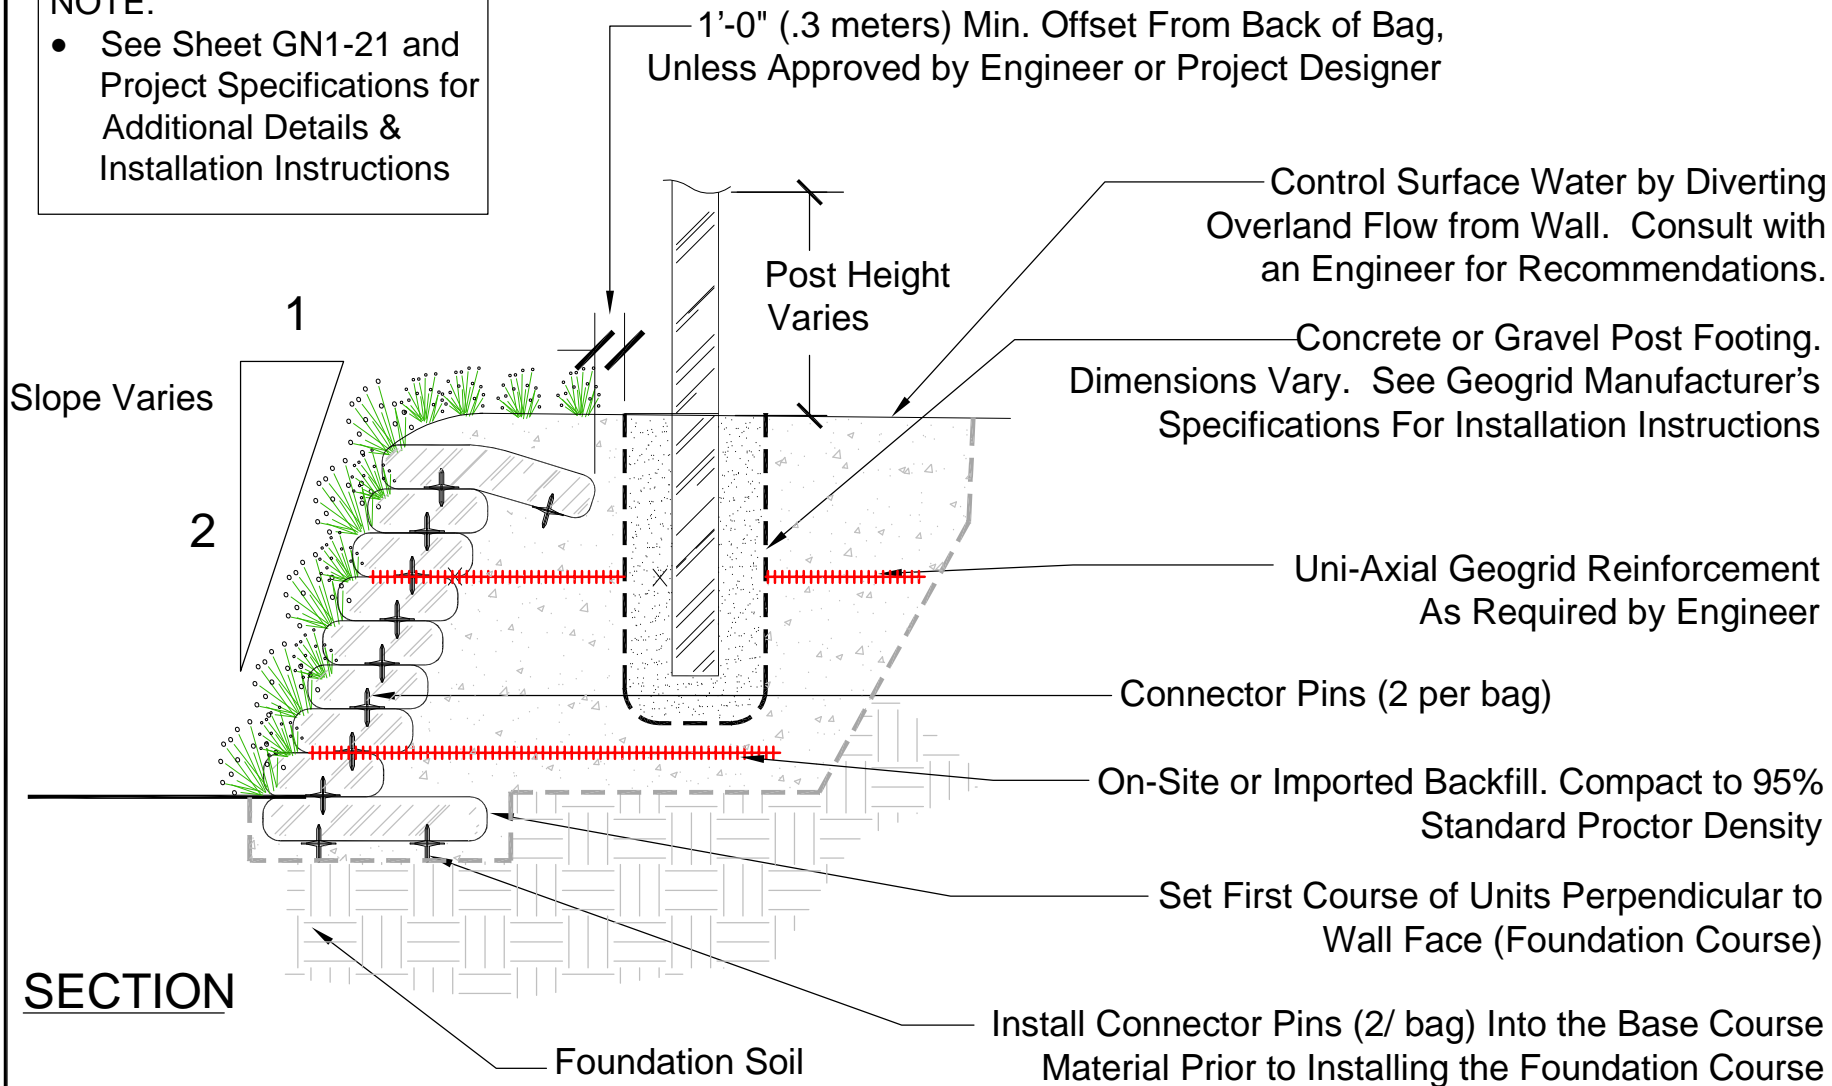 NOTE:
• See Sheet GN1-21 and
Project Specifications for
Additional Details &
Installation Instructions
1'-0" (.3 meters) Min. Offset From Back of Bag,
Unless Approved by Engineer or Project Designer
Control Surface Water by Diverting
Overland Flow from Wall. Consult with
an Engineer for Recommendations.
Post Height
Varies
1
Slope Varies
2
Concrete or Gravel Post Footing.
Dimensions Vary. See Geogrid Manufacturer's
Specifications For Installation Instructions
Uni-Axial Geogrid Reinforcement
As Required by Engineer
Connector Pins (2 per bag)
On-Site or Imported Backfill. Compact to 95%
Standard Proctor Density
Set First Course of Units Perpendicular to
Wall Face (Foundation Course)
SECTION
Install Connector Pins (2/ bag) Into the Base Course
Material Prior to Installing the Foundation Course
Foundation Soil